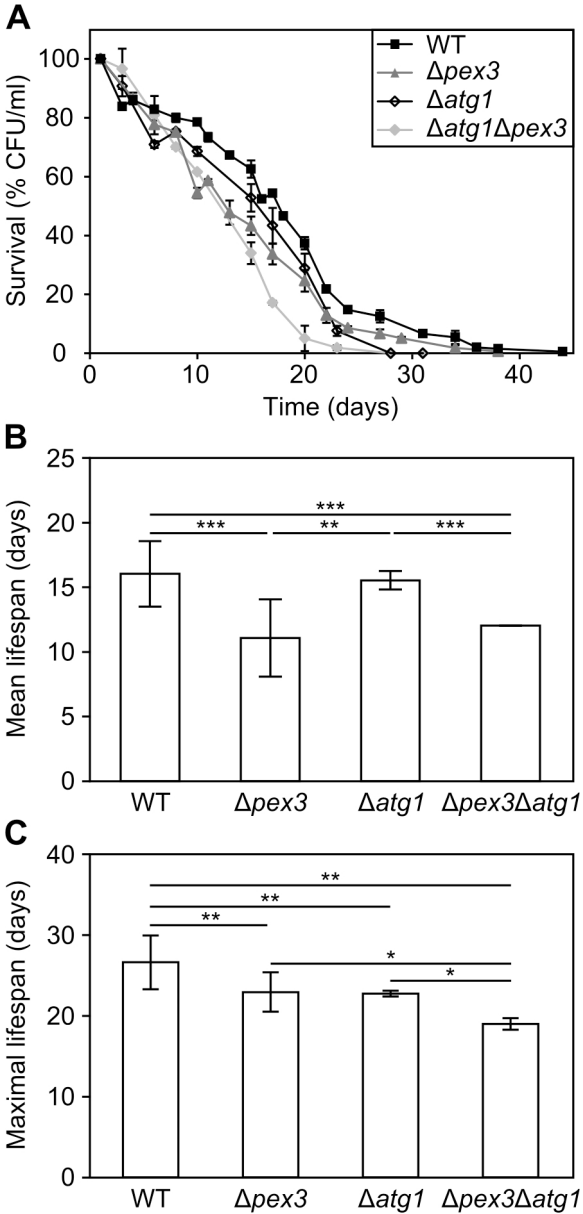 A
WT
Δpex3
Δatg1
Δatg1Δpex3
Survival (% CFU/ml)
100
80
60
40
20
0
0 10 20 30 40
Time (days)
B
Mean lifespan (days)
25
20
15
10
5
0
***
*** ** ***
WT Δpex3 Δatg1 Δpex3Δatg1
C
Maximal lifespan (days)
40
30
20
10
0
**
**
**
*
*
WT Δpex3 Δatg1 Δpex3Δatg1